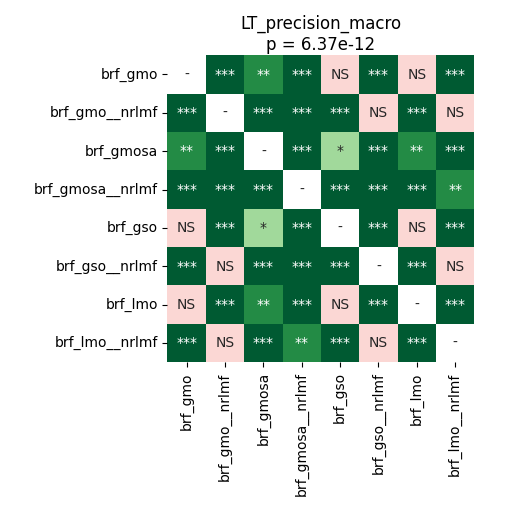 LT_precision_macro
p = 6.37e-12
brf_gmo - *** ** *** NS *** NS ***
brf_gmo__nrlmf *** - *** *** *** NS *** NS
brf_gmosa ** *** - *** * *** ** ***
brf_gmosa__nrlmf *** *** *** - *** *** *** **
brf_gso NS *** * *** - *** NS ***
brf_gso__nrlmf *** NS *** *** *** - *** NS
brf_lmo NS *** ** *** NS *** - ***
brf_lmo__nrlmf *** NS *** ** *** NS *** -
brf_gmo
brf_gmo__nrlmf
brf_gmosa
brf_gmosa__nrlmf
brf_gso
brf_gso__nrlmf
brf_lmo
brf_lmo__nrlmf